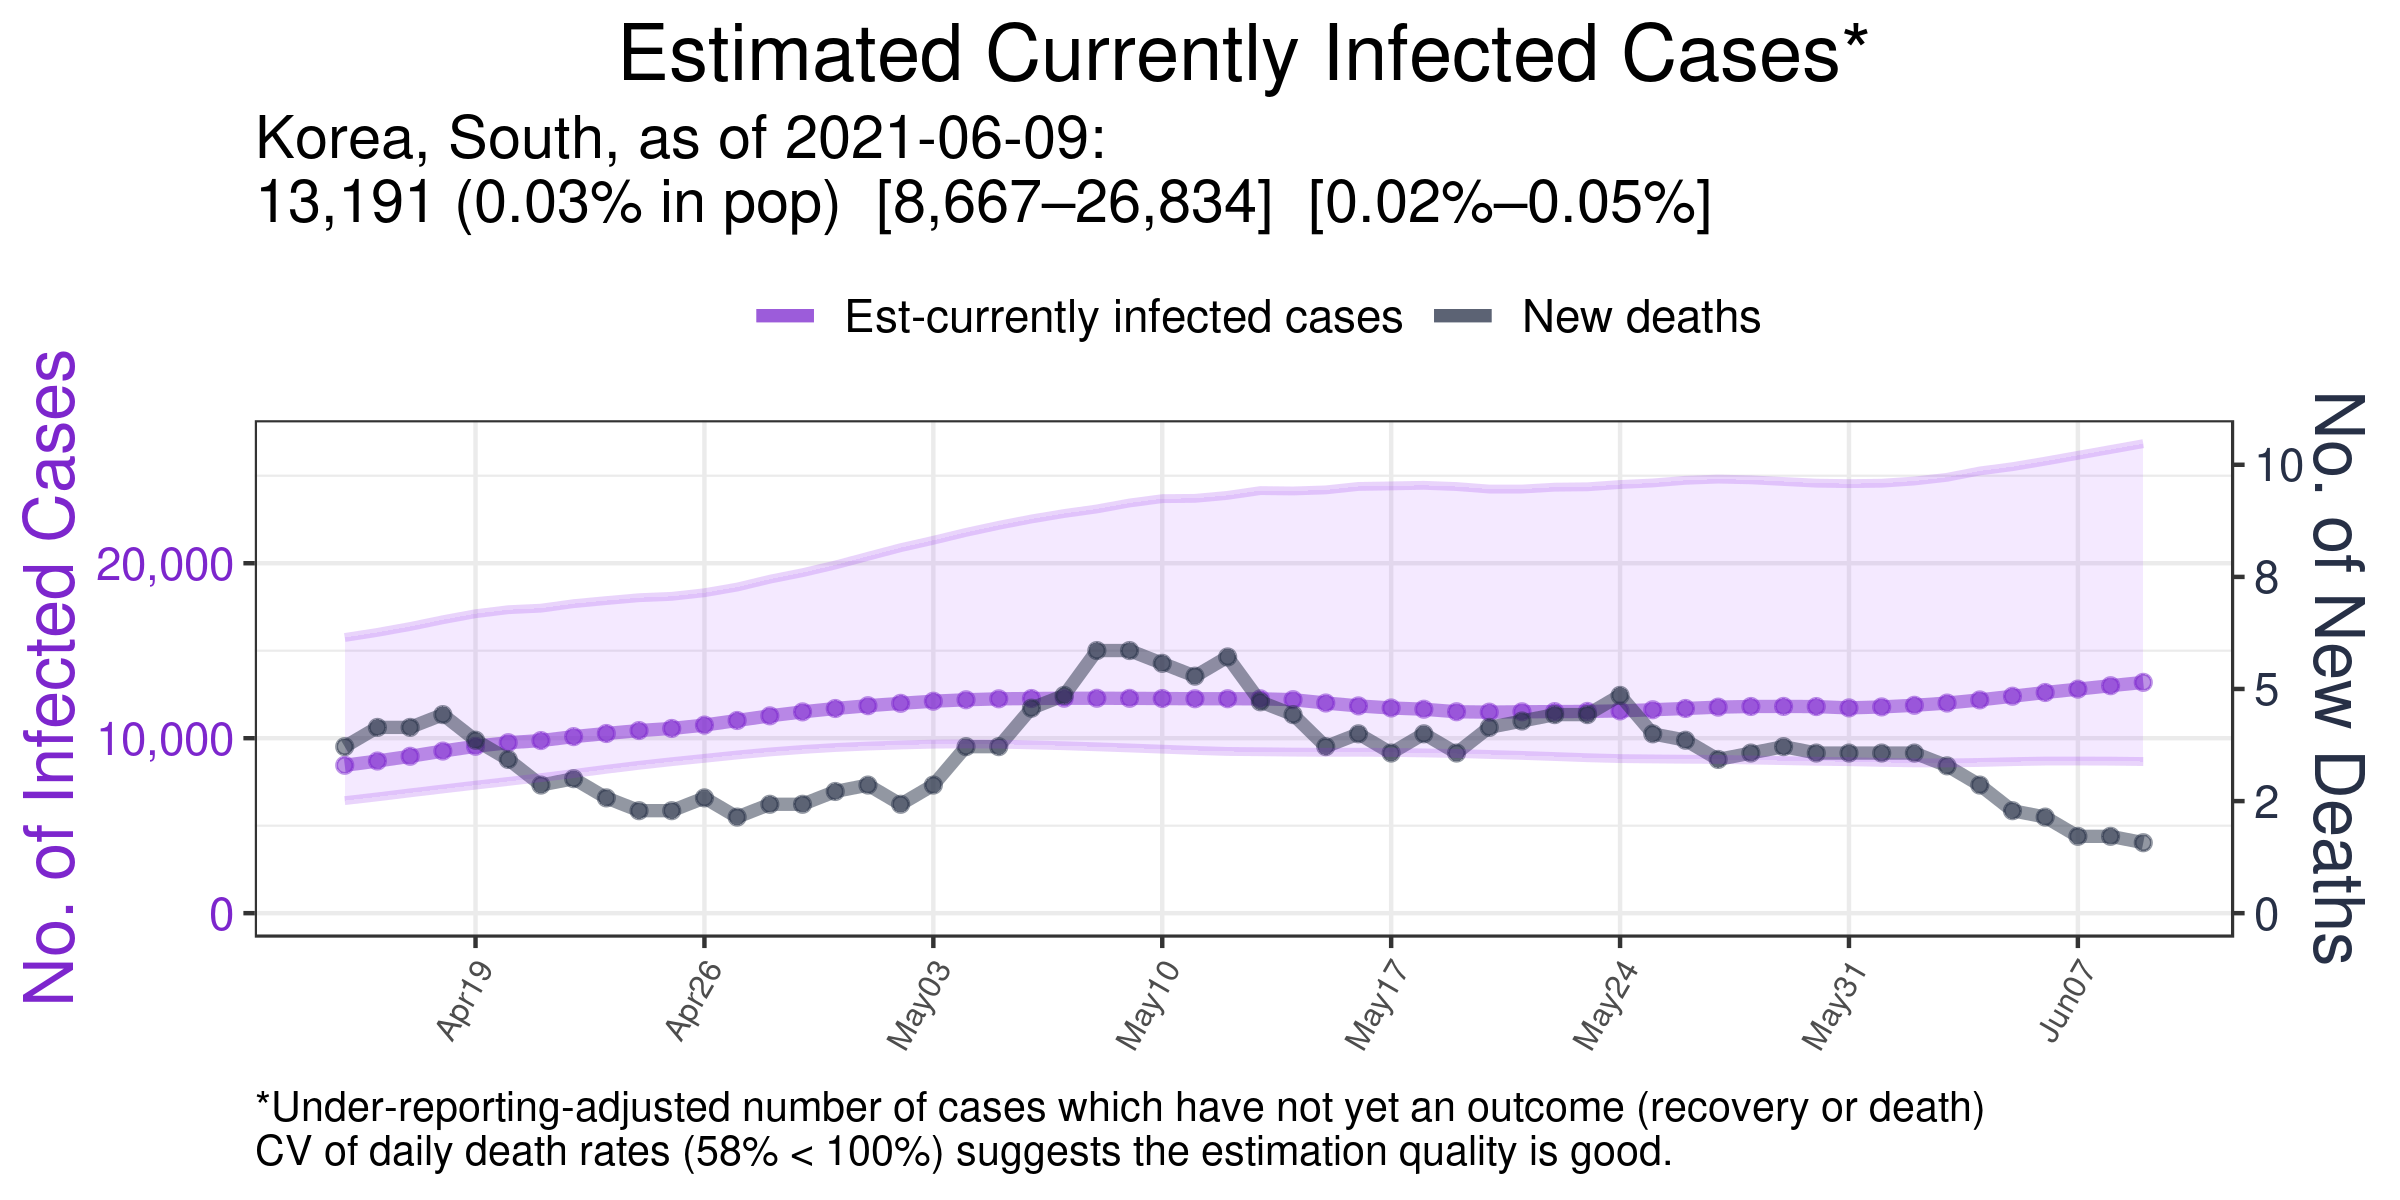 Estimated Currently Infected Cases*
Korea, South, as of 2021-06-09:
13,191 (0.03% in pop)  [8,667–26,834]  [0.02%–0.05%]
Est-currently infected cases
New deaths
No. of Infected Cases
20,000
10,000
0
10
8
5
2
0
No. of New Deaths
Apr19
Apr26
May03
May10
May17
May24
May31
Jun07
*Under-reporting-adjusted number of cases which have not yet an outcome (recovery or death)
CV of daily death rates (58% < 100%) suggests the estimation quality is good.